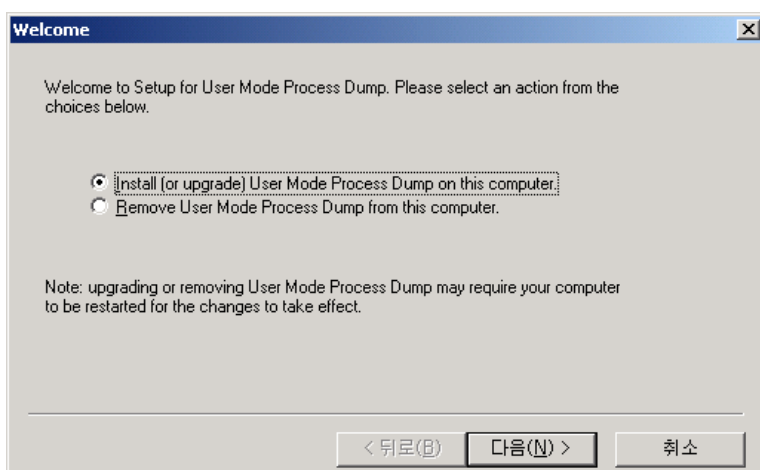 Welcome
Welcome to Setup for User Mode Process Dump. Please select an action from the
choices below.
Install (or upgrade) User Mode Process Dump on this computer.
Remove User Mode Process Dump from this computer.
Note: upgrading or removing User Mode Process Dump may require your computer
to be restarted for the changes to take effect.
< 뒤로(B) 다음(N) > 취소